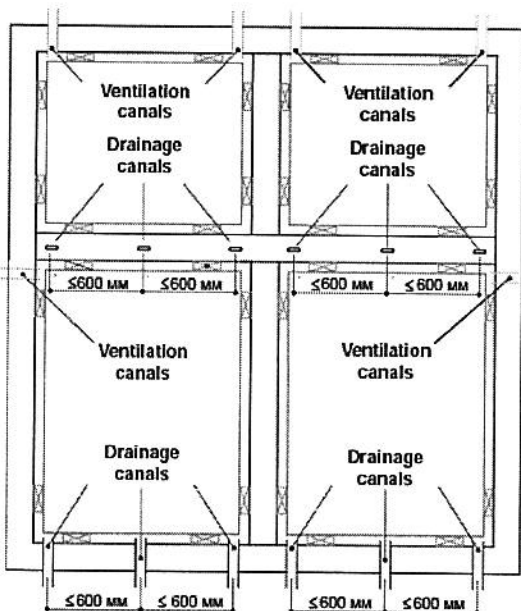 Ventilation
canals
Ventilation
canals
Drainage
canals
Drainage
canals
≤600 мм
≤600 мм
≤600 мм
≤600 мм
Ventilation
canals
Ventilation
canals
Drainage
canals
Drainage
canals
≤600 мм
≤600 мм
≤600 мм
≤600 мм